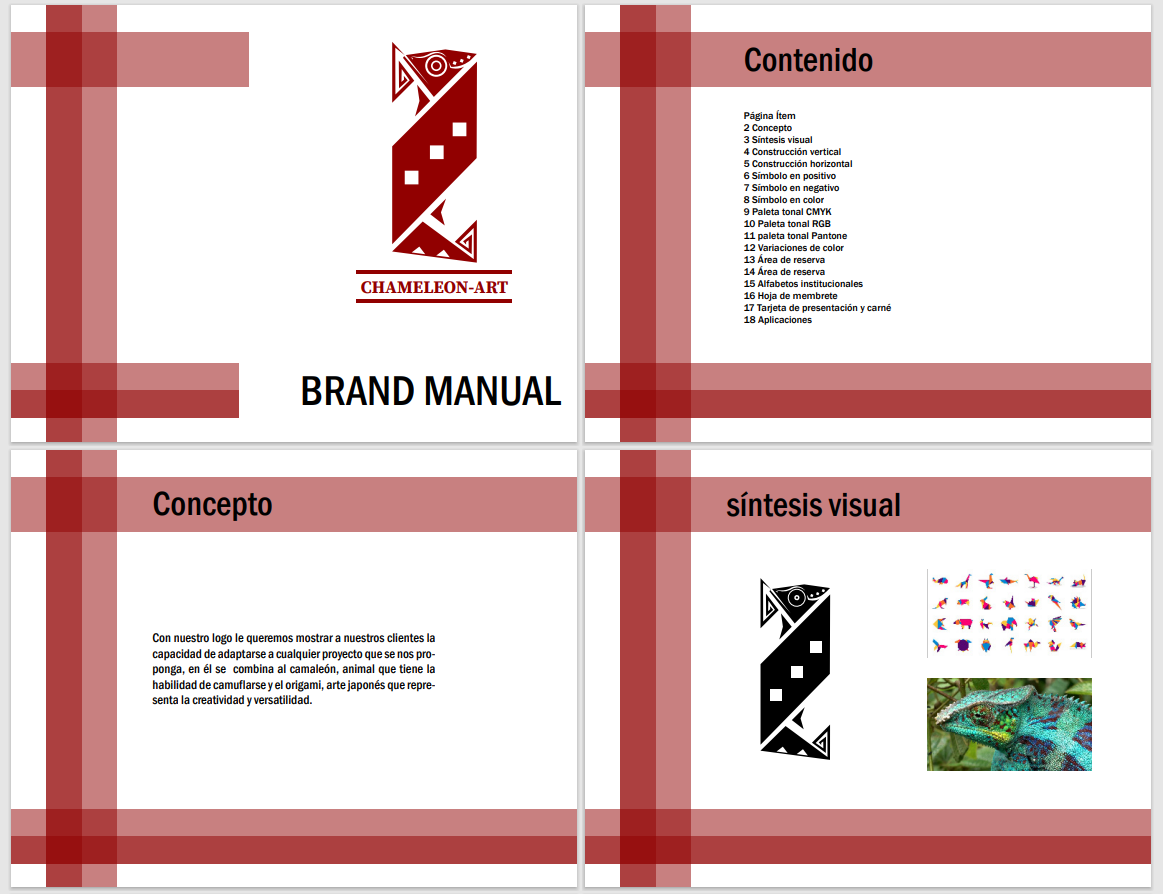 CHAMELEON-ART
BRAND MANUAL
Contenido
Página Ítem
2 Concepto
3 Síntesis visual
4 Construcción vertical
5 Construcción horizontal
6 Símbolo en positivo
7 Símbolo en negativo
8 Símbolo en color
9 Paleta tonal CMYK
10 Paleta tonal RGB
11 paleta tonal Pantone
12 Variaciones de color
13 Área de reserva
14 Área de reserva
15 Alfabetos institucionales
16 Hoja de membrete
17 Tarjeta de presentación y carné
18 Aplicaciones
Concepto
Con nuestro logo le queremos mostrar a nuestros clientes la
capacidad de adaptarse a cualquier proyecto que se nos pro-
ponga, en él se combina al camaleón, animal que tiene la
habilidad de camuflarse y el origami, arte japonés que repre-
senta la creatividad y versatilidad.
síntesis visual